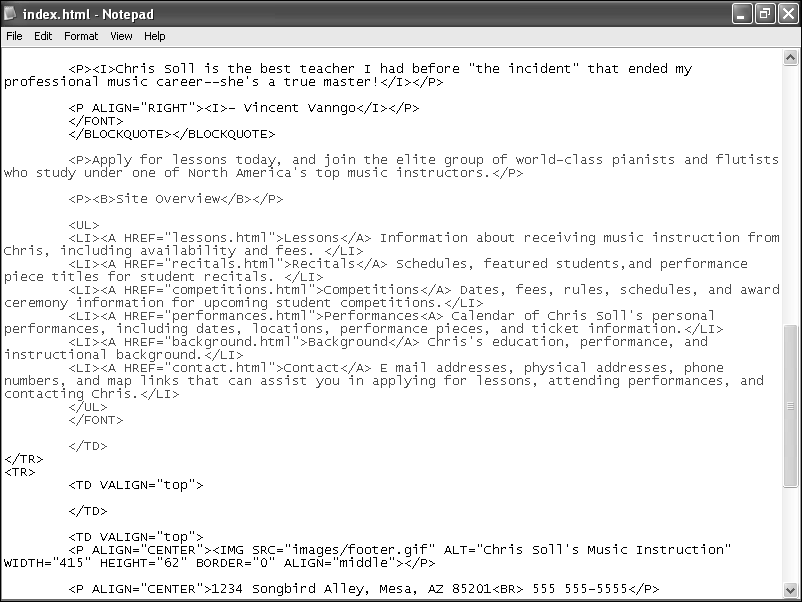 index.html - Notepad
File Edit Format View Help
<P><I>Chris Soll is the best teacher I had before "the incident" that ended my
professional music career--she's a true master!</I></P>
<P ALIGN="RIGHT"><I>- Vincent Vanngo</I></P>
</FONT>
</BLOCKQUOTE></BLOCKQUOTE>
<P>Apply for lessons today, and join the elite group of world-class pianists and flutists
who study under one of North America's top music instructors.</P>
<P><B>Site Overview</B></P>
<UL>
<LI><A HREF="lessons.html">Lessons</A> Information about receiving music instruction from
Chris, including availability and fees. </LI>
<LI><A HREF="recitals.html">Recitals</A> Schedules, featured students,and performance
piece titles for student recitals. </LI>
<LI><A HREF="competitions.html">Competitions</A> Dates, fees, rules, schedules, and award
ceremony information for upcoming student competitions.</LI>
<LI><A HREF="performances.html">Performances<A> Calendar of Chris Soll's personal
performances, including dates, locations, performance pieces, and ticket information.</LI>
<LI><A HREF="background.html">Background</A> Chris's education, performance, and
instructional background.</LI>
<LI><A HREF="contact.html">Contact</A> E mail addresses, physical addresses, phone
numbers, and map links that can assist you in applying for lessons, attending performances, and
contacting Chris.</LI>
</UL>
</FONT>
</TD>
</TR>
<TR>
<TD VALIGN="top">
</TD>
<TD VALIGN="top">
<P ALIGN="CENTER"><IMG SRC="images/footer.gif" ALT="Chris Soll's Music Instruction"
WIDTH="415" HEIGHT="62" BORDER="0" ALIGN="middle"></P>
<P ALIGN="CENTER">1234 Songbird Alley, Mesa, AZ 85201<BR> 555 555-5555</P>